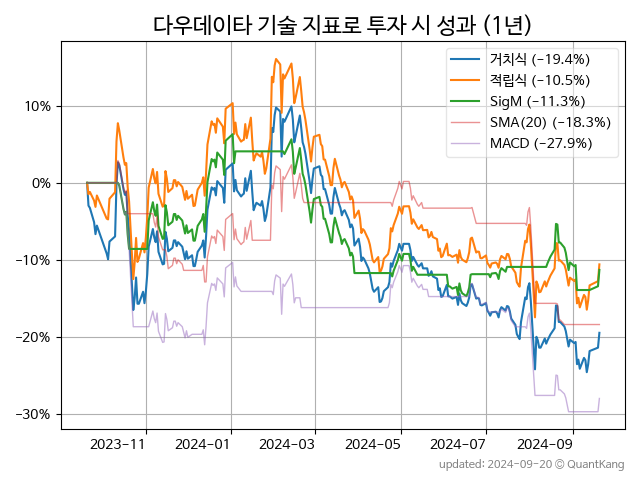 다우데이타 기술 지표로 투자 시 성과 (1년)
거치식 (-19.4%)
적립식 (-10.5%)
SigM (-11.3%)
SMA(20) (-18.3%)
MACD (-27.9%)
10%
0%
-10%
-20%
-30%
2023-11
2024-01
2024-03
2024-05
2024-07
2024-09
updated: 2024-09-20 © QuantKang